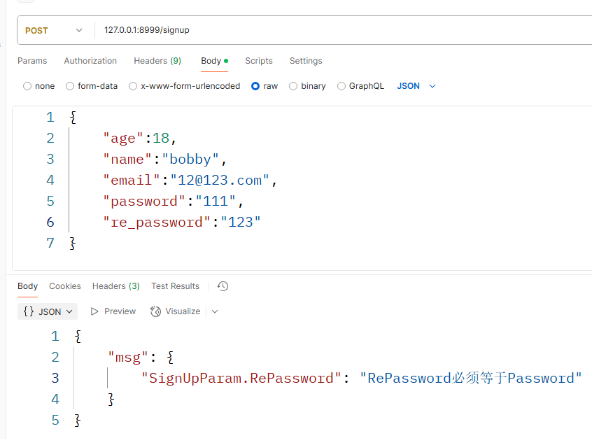 POST 127.0.0.1:8999/signup
Params Authorization Headers (9) Body Scripts Settings
none form-data x-www-form-urlencoded raw binary GraphQL JSON
1 {
2 "age":18,
3 "name":"bobby",
4 "email":"12@123.com",
5 "password":"111",
6 "re_password":"123"
7 }
Body Cookies Headers (3) Test Results
{} JSON Preview Visualize
1 {
2 "msg": {
3 "SignUpParam.RePassword": "RePassword必须等于Password"
4 }
5 }